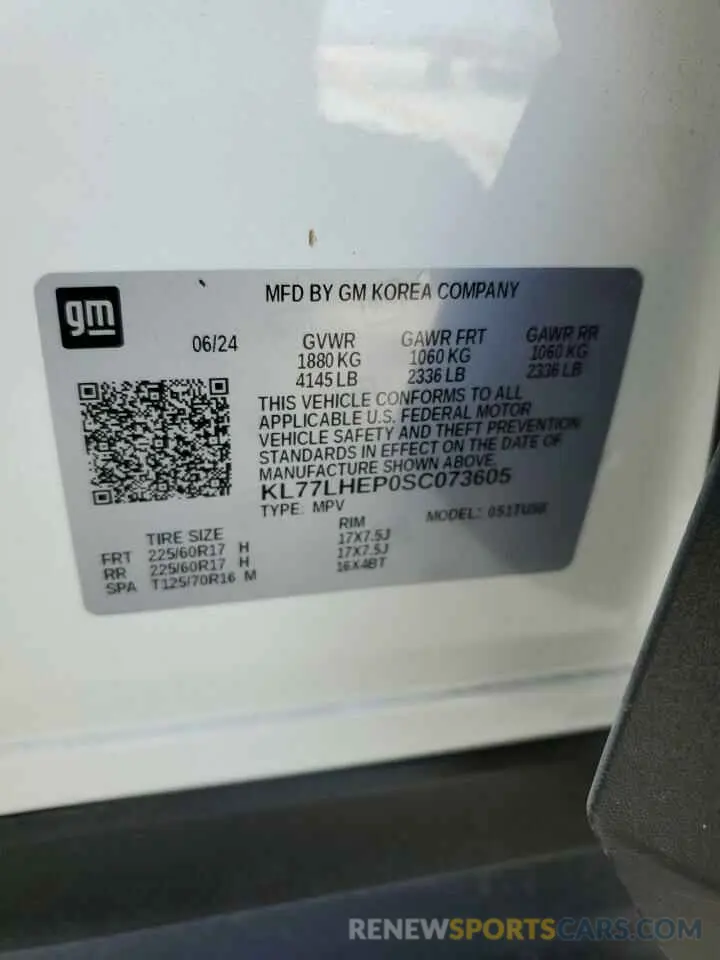 gm
MFD BY GM KOREA COMPANY
06/24
GVWR GAWR FRT GAWR RR
1880 KG 1060 KG 1060 KG
4145 LB 2336 LB 2336 LB
THIS VEHICLE CONFORMS TO ALL
APPLICABLE U.S. FEDERAL MOTOR
VEHICLE SAFETY AND THEFT PREVENTION
STANDARDS IN EFFECT ON THE DATE OF
MANUFACTURE SHOWN ABOVE.
KL77LHEP0SC073605
TYPE: MPV MODEL:
TIRE SIZE RIM
FRT 225/60R17 H 17X7.5J
RR 225/60R17 H 17X7.5J
SPA T125/70R16 M 16X4BT
RENEWSPORTSCARS.COM